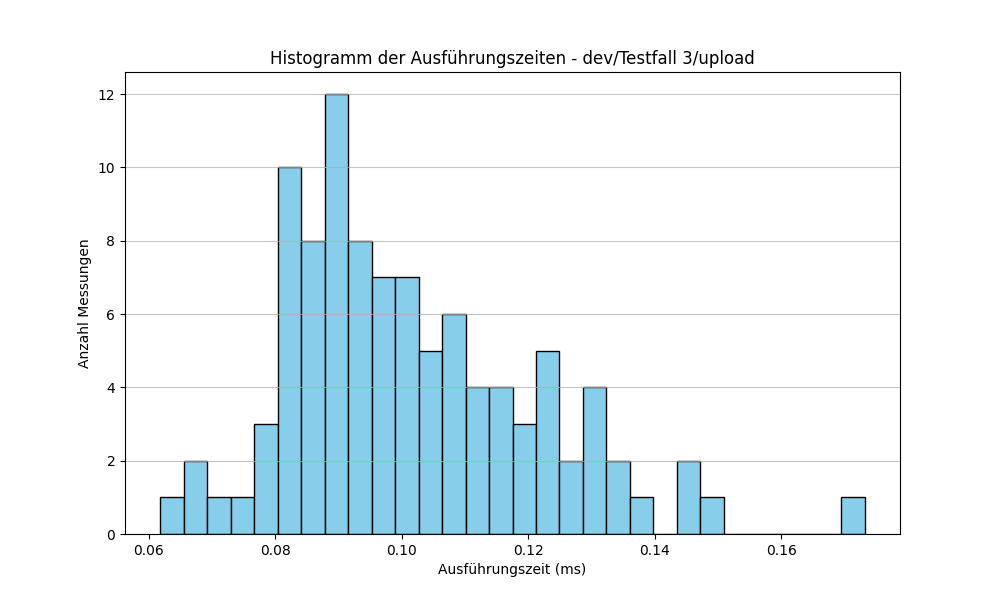 Histogramm der Ausführungszeiten - dev/Testfall 3/upload
12
10
8
6
4
2
0
Anzahl Messungen
0.06 0.08 0.10 0.12 0.14 0.16
Ausführungszeit (ms)